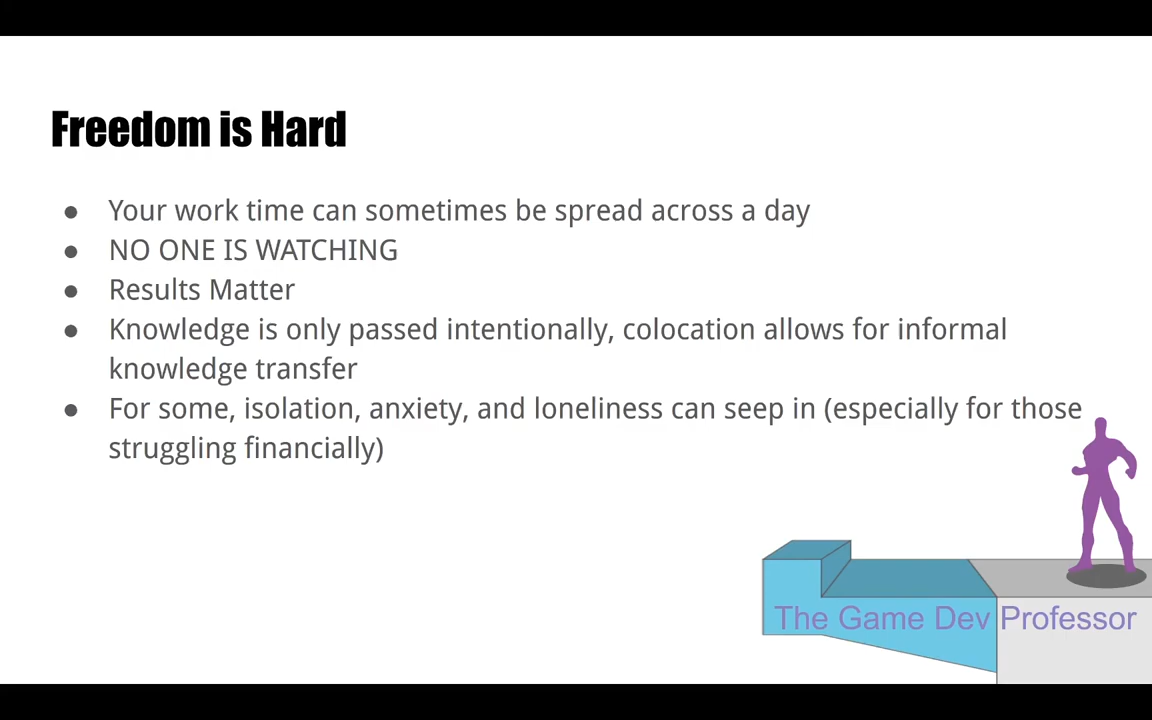 Freedom is Hard
● Your work time can sometimes be spread across a day
● NO ONE IS WATCHING
● Results Matter
● Knowledge is only passed intentionally, colocation allows for informal
knowledge transfer
● For some, isolation, anxiety, and loneliness can seep in (especially for those
struggling financially)
The Game Dev Professor